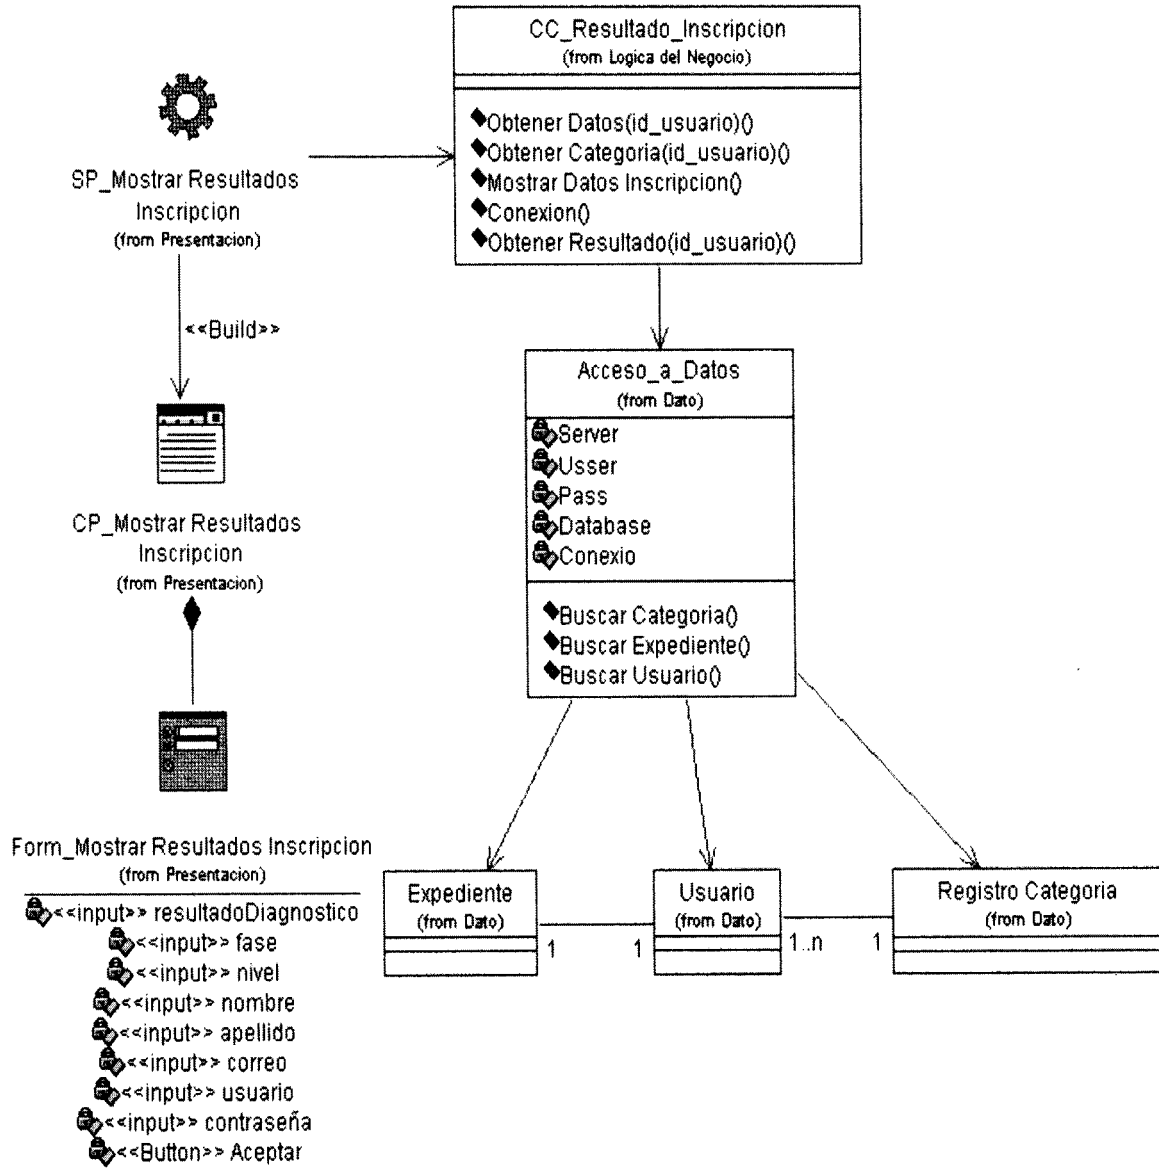 CC_Resultado_Inscripcion
(from Logica del Negocio)
Obtener Datos(id_usuario)()
Obtener Categoria(id_usuario)()
Mostrar Datos Inscripcion()
Conexion()
Obtener Resultado(id_usuario)()
SP_Mostrar Resultados
Inscripcion
(from Presentacion)
<<Build>>
CP_Mostrar Resultados
Inscripcion
(from Presentacion)
Acceso_a_Datos
(from Dato)
Server
Usser
Pass
Database
Conexio
Buscar Categoria()
Buscar Expediente()
Buscar Usuario()
Form_Mostrar Resultados Inscripcion
(from Presentacion)
<<input>> resultadoDiagnostico
<<input>> fase
<<input>> nivel
<<input>> nombre
<<input>> apellido
<<input>> correo
<<input>> usuario
<<input>> contraseña
<<Button>> Aceptar
Expediente
(from Dato)
1
1
Usuario
(from Dato)
1..n
1
Registro Categoria
(from Dato)